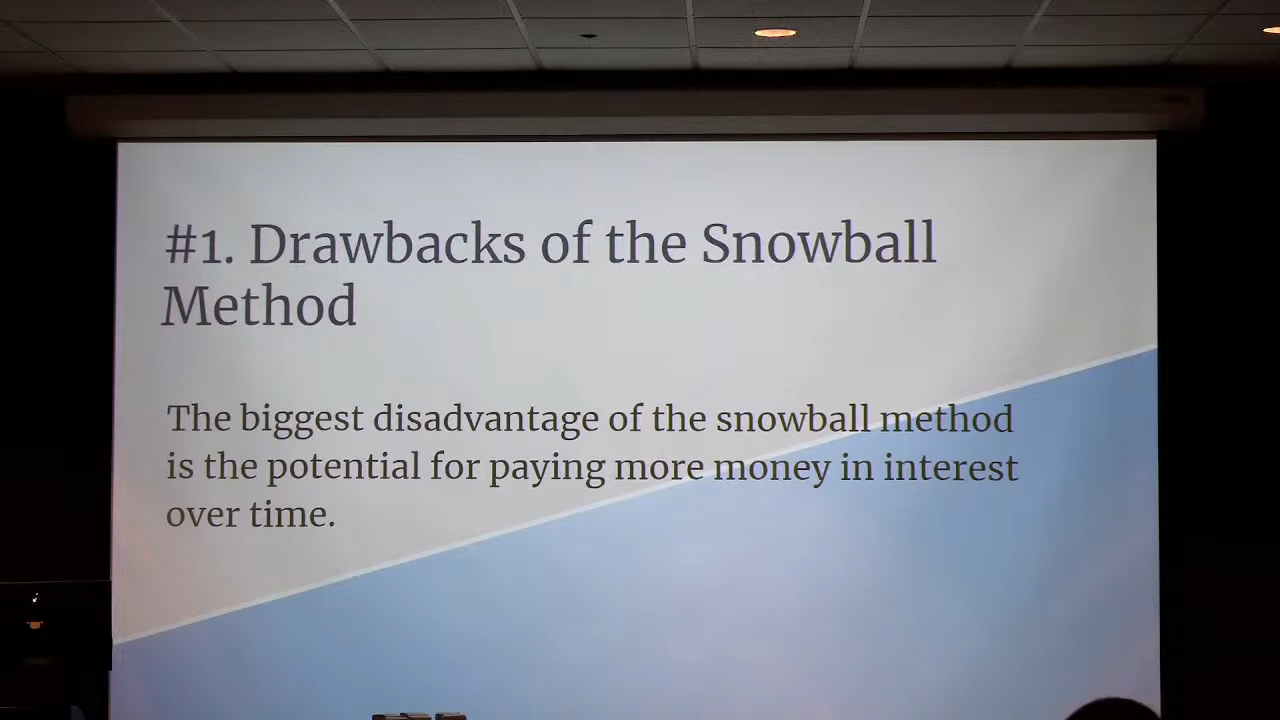 #1. Drawbacks of the Snowball
Method
The biggest disadvantage of the snowball method
is the potential for paying more money in interest
over time.